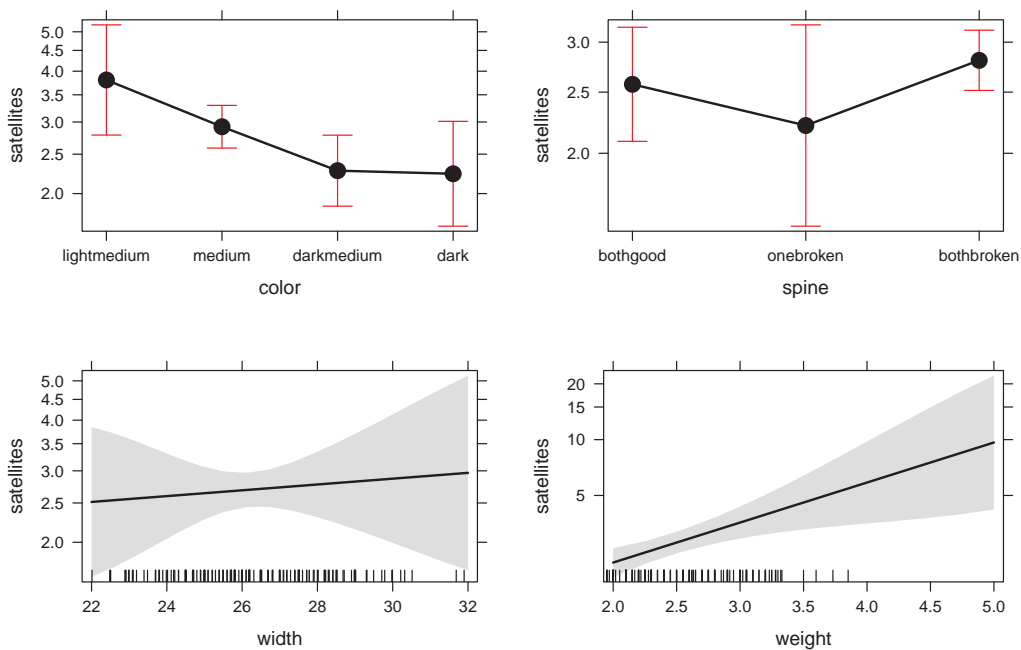 satellites
5.0
4.5
4.0
3.5
3.0
2.5
2.0
lightmedium medium darkmedium dark
color
satellites
3.0
2.5
2.0
bothgood onebroken bothbroken
spine
satellites
5.0
4.5
4.0
3.5
3.0
2.5
2.0
22 24 26 28 30 32
width
satellites
20
15
10
5
2.0 2.5 3.0 3.5 4.0 4.5 5.0
weight